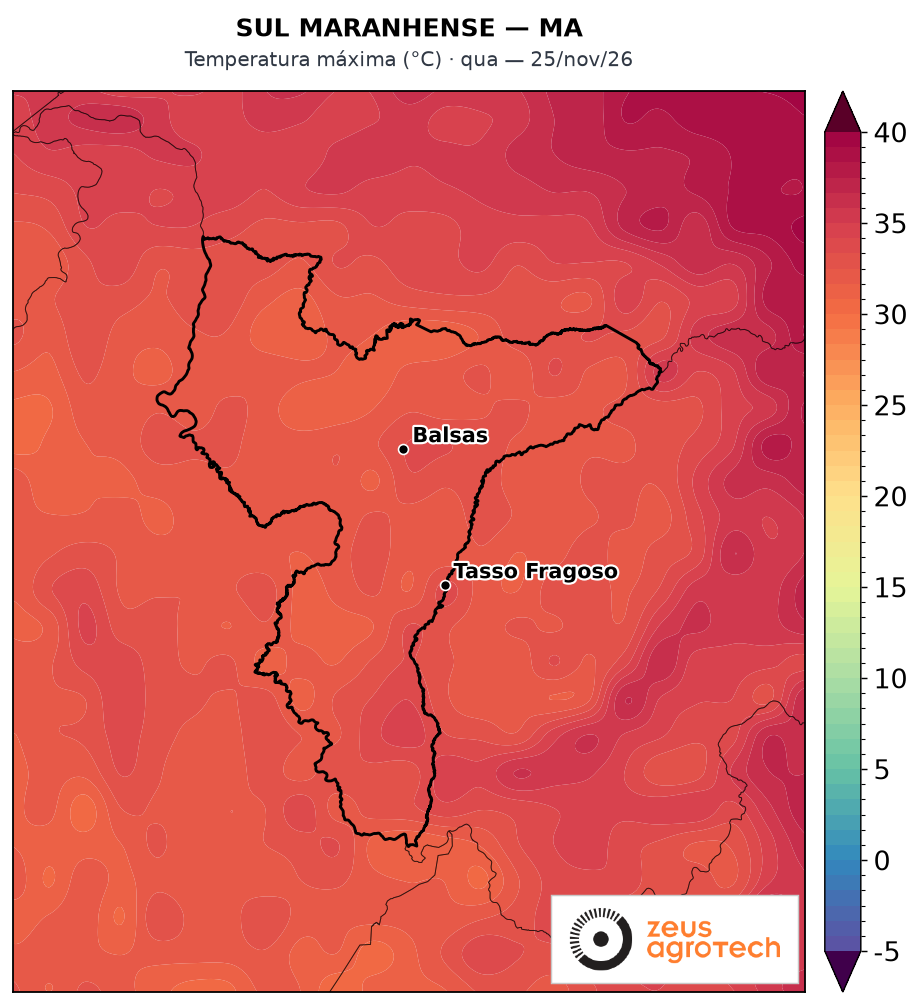 SUL MARANHENSE — MA
Temperatura máxima (°C) · qua — 25/nov/26
40
35
30
25
20
15
10
5
0
-5
Balsas
Tasso Fragoso
zeus
agrotech